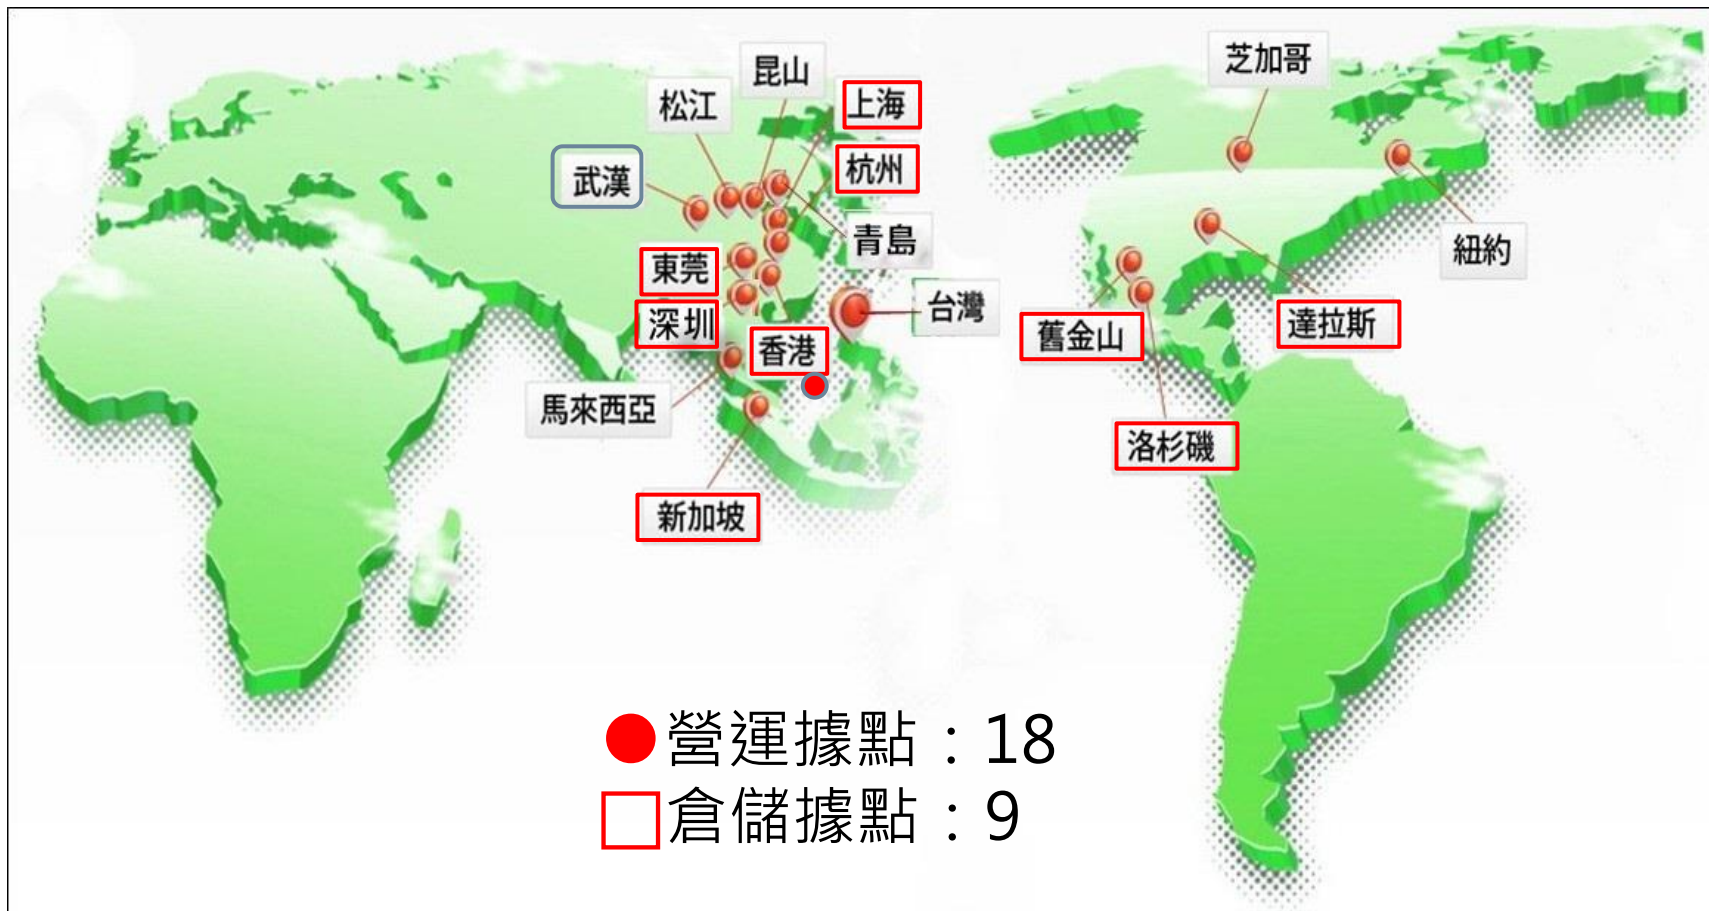 芝加哥
昆山
松江
上海
杭州
武漢
青島
紐約
東莞
台灣
深圳
達拉斯
舊金山
香港
馬來西亞
洛杉磯
新加坡
營運據點：18
倉儲據點：9